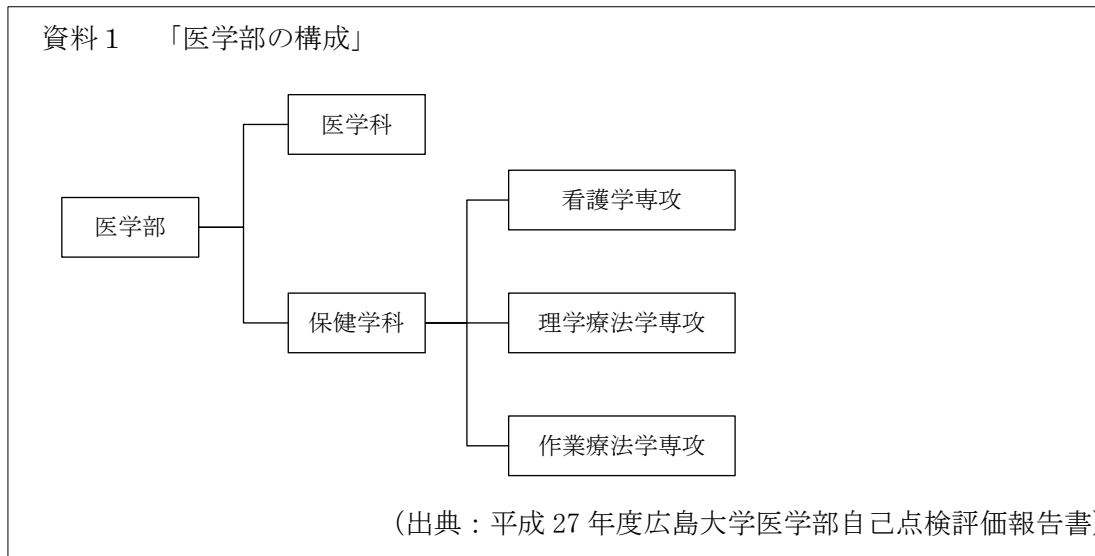 資料１　「医学部の構成」
医学科
看護学専攻
医学部
保健学科
理学療法学専攻
作業療法学専攻
(出典：平成 27 年度広島大学医学部自己点検評価報告書)